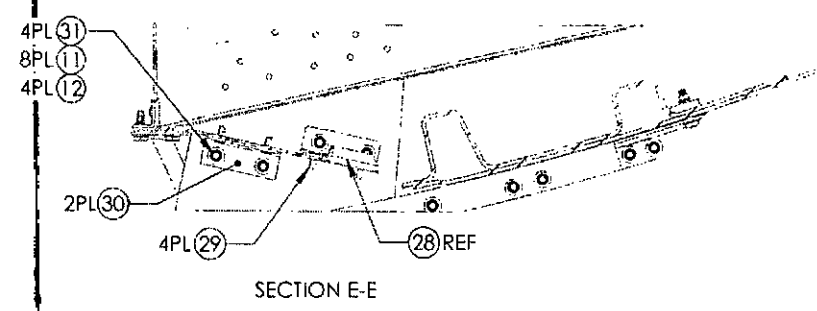 4PL 31
8PL 11
4PL 12
2PL 30
4PL 29
28 REF
SECTION E-E